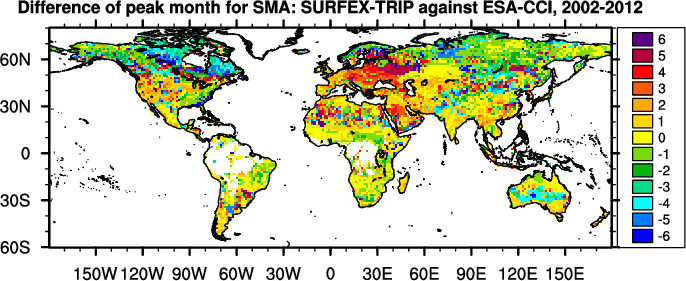 Difference of peak month for SMA: SURFEX-TRIP against ESA-CCI, 2002-2012
60N
30N
0
30S
60S
150W 120W 90W 60W 30W 0 30E 60E 90E 120E 150E
6
5
4
3
2
1
0
-1
-2
-3
-4
-5
-6